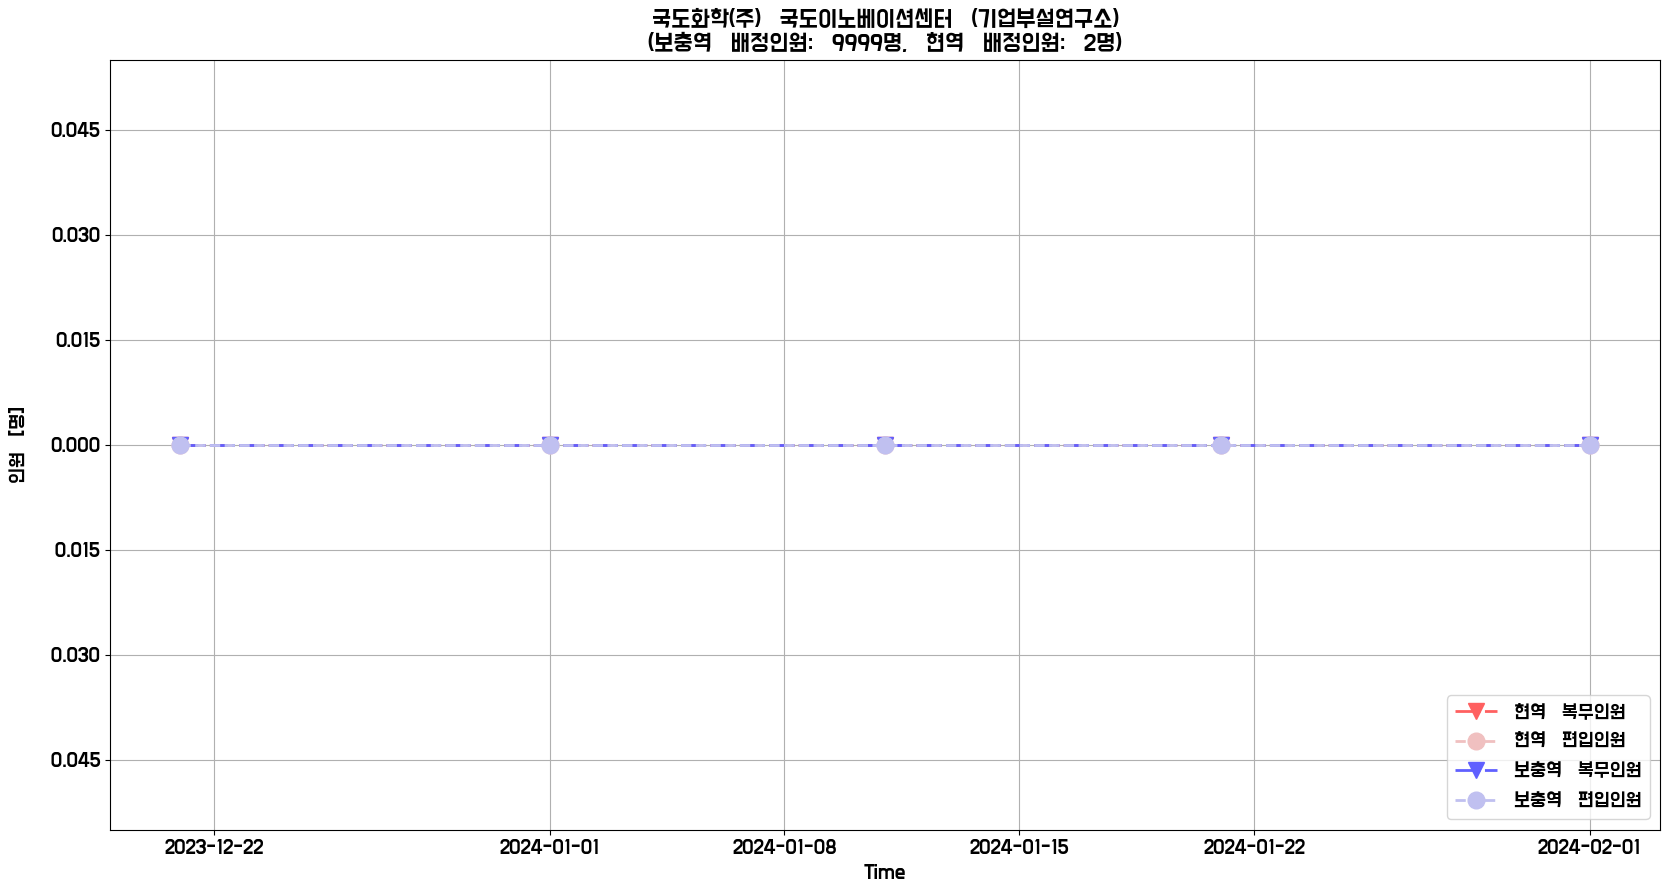 국도화학(주) 국도이노베이션센터 (기업부설연구소)
(보충역 배정인원: 9999명, 현역 배정인원: 2명)
0.045
0.030
0.015
0.000
0.015
0.030
0.045
인원 [명]
현역 복무인원
현역 편입인원
보충역 복무인원
보충역 편입인원
2023-12-22
2024-01-01
2024-01-08
2024-01-15
2024-01-22
2024-02-01
Time